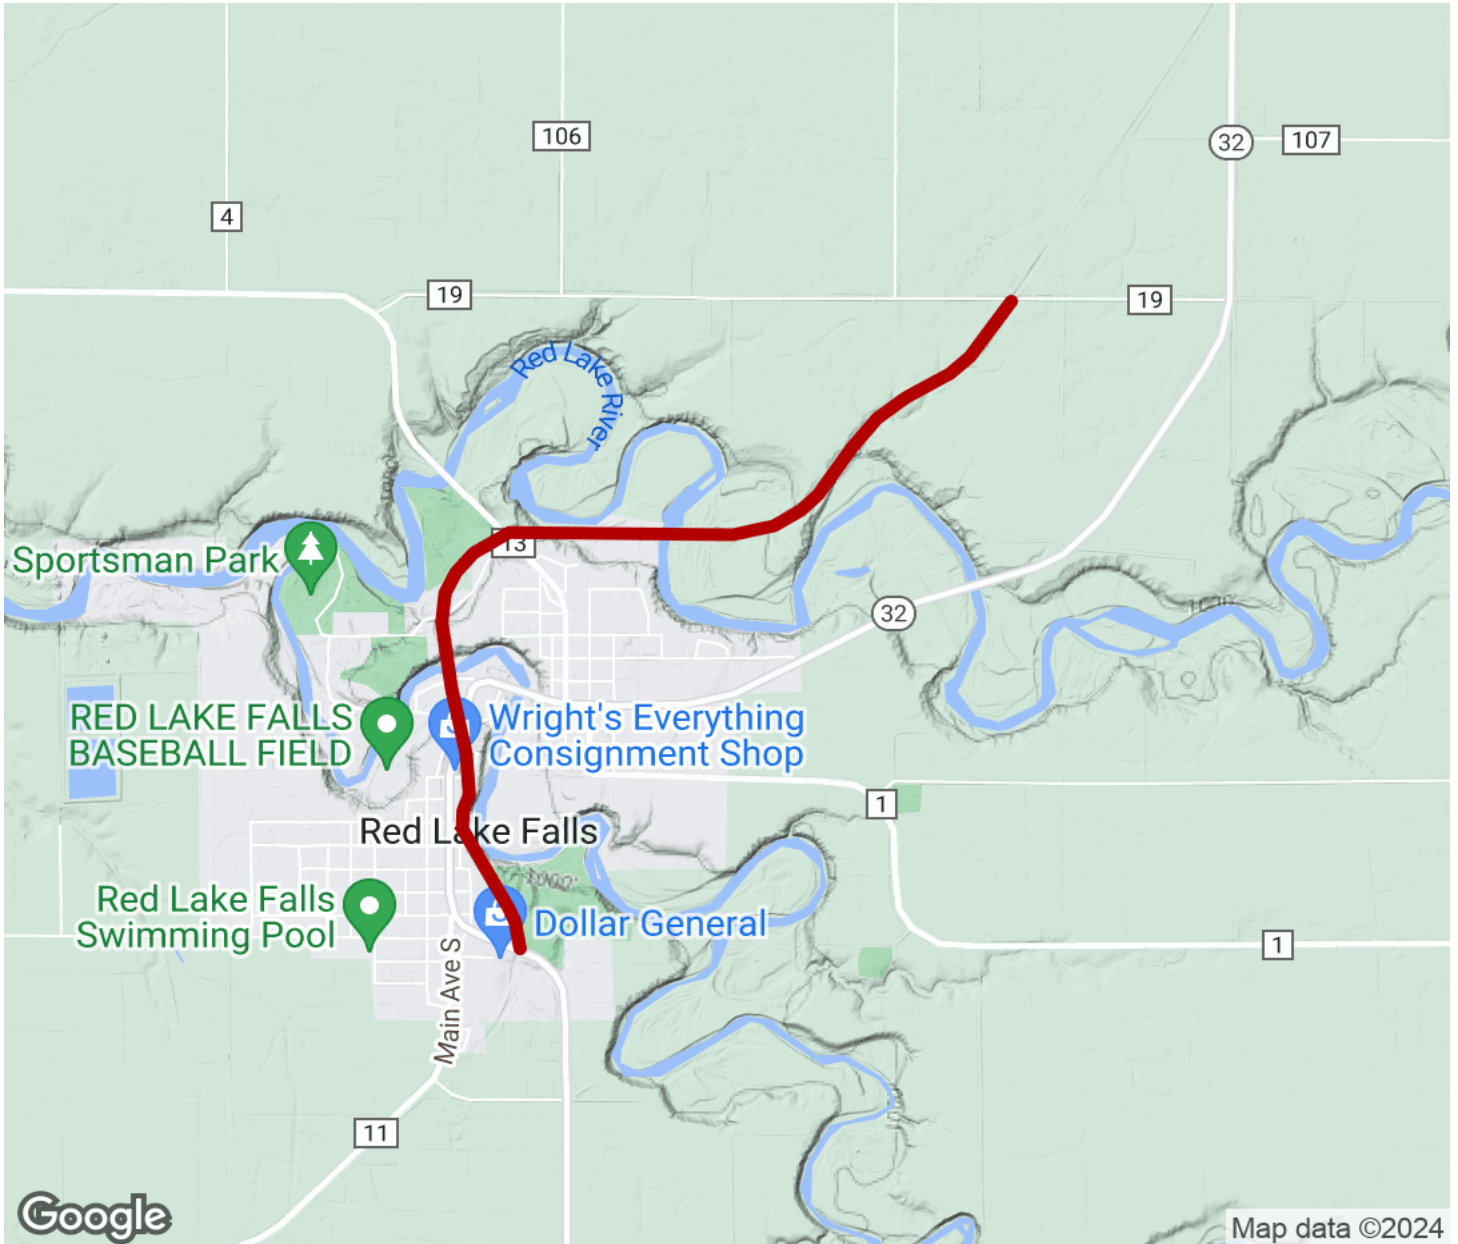 106
32
107
4
19
19
Red Lake River
13
Sportsman Park
32
RED LAKE FALLS
BASEBALL FIELD
Wright's Everything
Consignment Shop
1
Red Lake Falls
Red Lake Falls
Swimming Pool
Dollar General
1
Main Ave S
11
Google
Map data ©2024